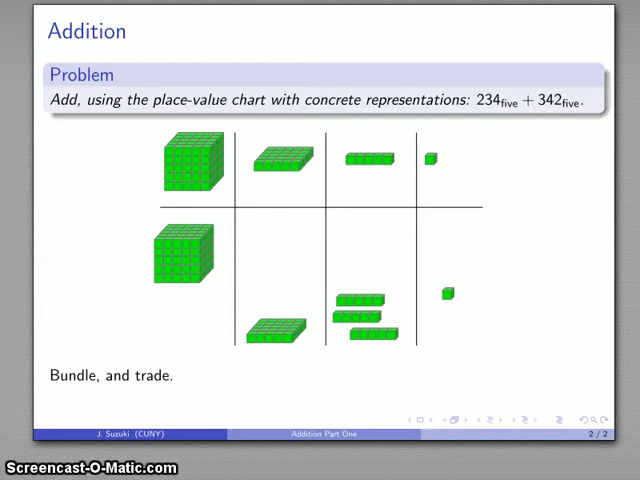 Addition
Problem
Add, using the place-value chart with concrete representations: 234five + 342five.
Bundle, and trade.
J. Suzuki (CUNY)
Addition Part One
2 / 2
Screencast-O-Matic.com